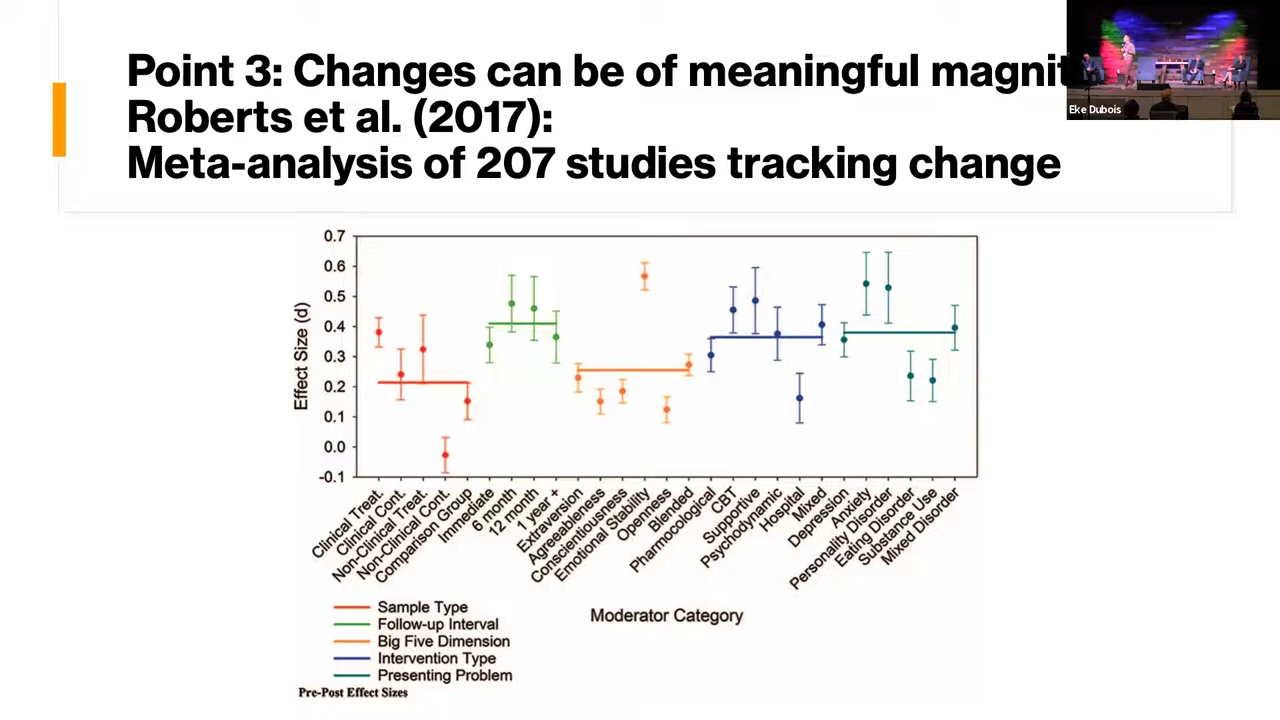 Point 3: Changes can be of meaningful magnit
Roberts et al. (2017):
Meta-analysis of 207 studies tracking change
Eke Dubois
0.7
0.6
0.5
0.4
0.3
0.2
0.1
0.0
-0.1
Effect Size (d)
Clinical Treat.
Clinical Cont.
Non-Clinical Treat.
Non-Clinical Cont.
Comparison Group
Immediate
6 month
12 month
1 year +
Extraversion
Agreeableness
Conscientiousness
Emotional Stability
Openness
Blended
Pharmacological
CBT
Supportive
Psychodynamic
Hospital
Mixed
Depression
Anxiety
Personality Disorder
Eating Disorder
Substance Use
Mixed Disorder
Moderator Category
Sample Type
Follow-up Interval
Big Five Dimension
Intervention Type
Presenting Problem
Pre-Post Effect Sizes